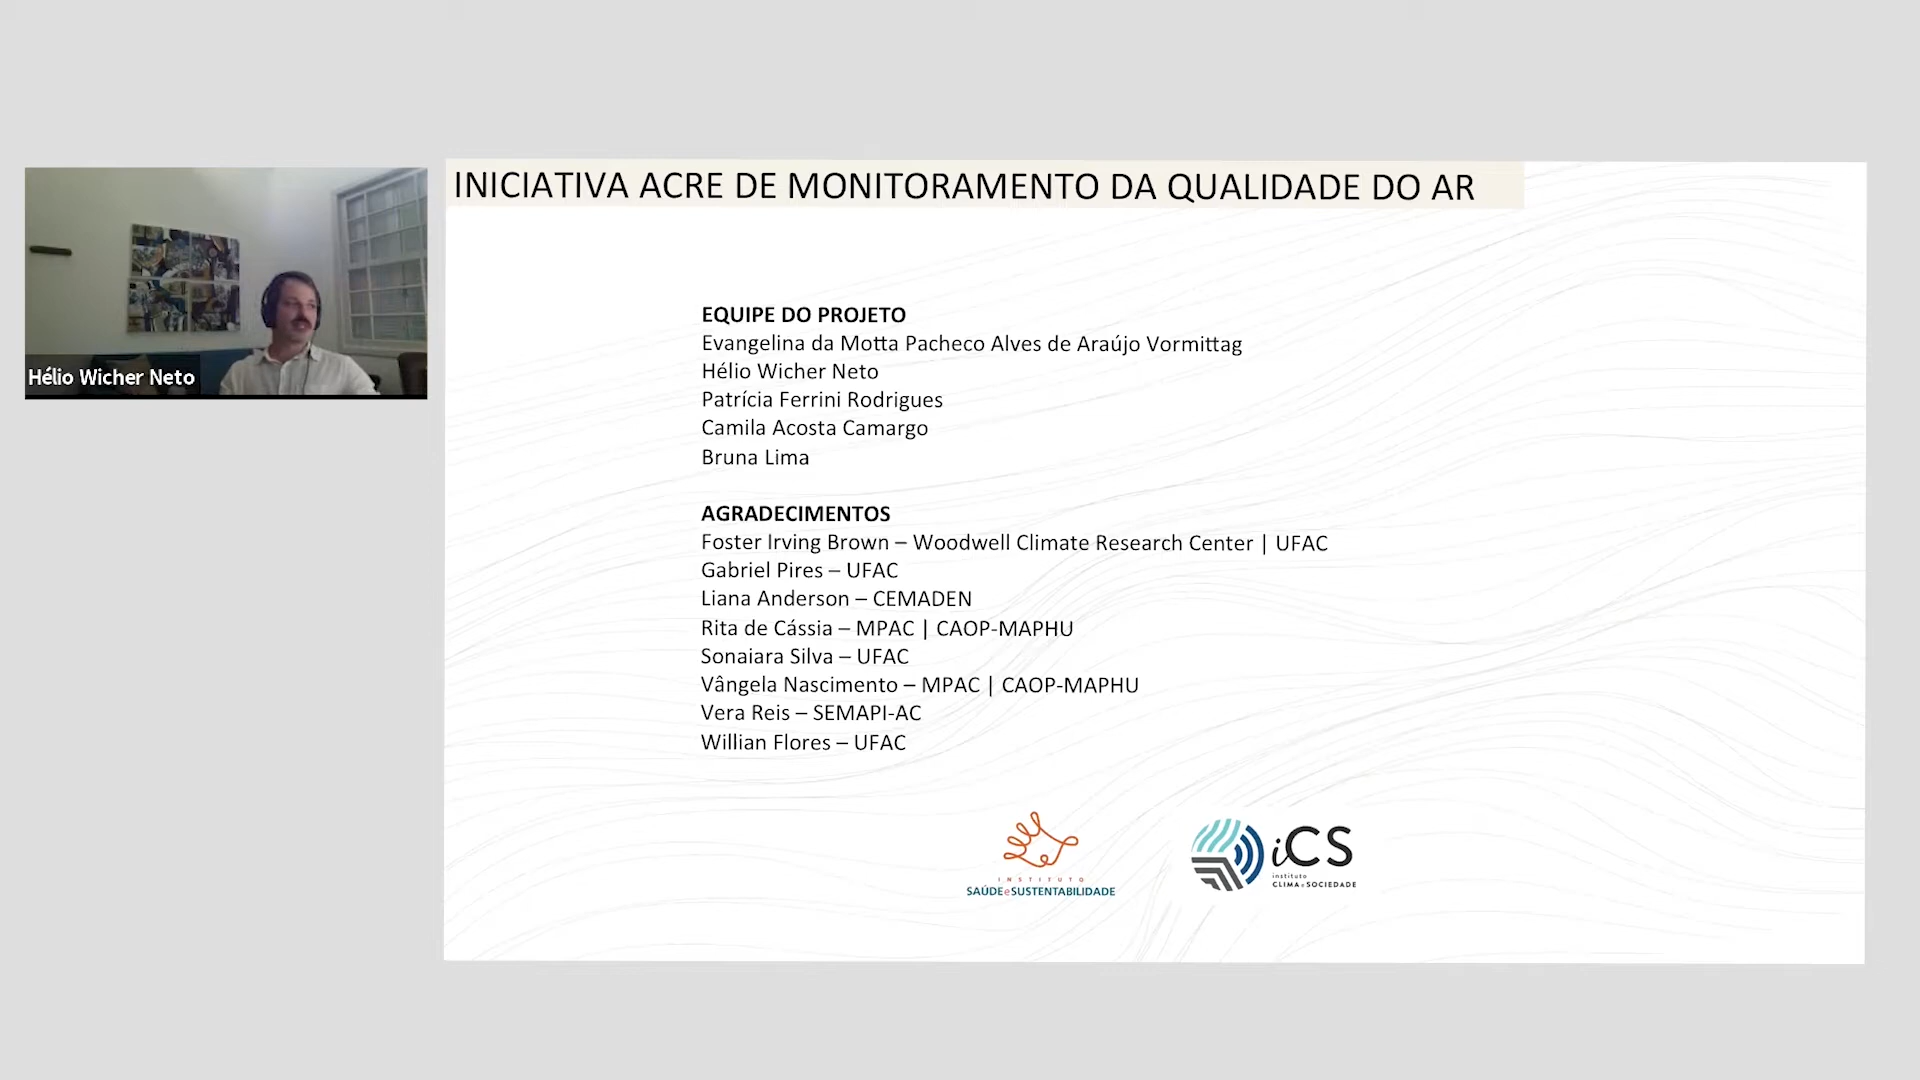 INICIATIVA ACRE DE MONITORAMENTO DA QUALIDADE DO AR
Hélio Wicher Neto
EQUIPE DO PROJETO
Evangelina da Motta Pacheco Alves de Araújo Vormittag
Hélio Wicher Neto
Patrícia Ferrini Rodrigues
Camila Acosta Camargo
Bruna Lima
AGRADECIMENTOS
Foster Irving Brown – Woodwell Climate Research Center | UFAC
Gabriel Pires – UFAC
Liana Anderson – CEMADEN
Rita de Cássia – MPAC | CAOP-MAPHU
Sonaiara Silva – UFAC
Vângela Nascimento – MPAC | CAOP-MAPHU
Vera Reis – SEMAPI-AC
Willian Flores – UFAC
INSTITUTO
SAÚDEeSUSTENTABILIDADE
iCS
instituto
CLIMA e SOCIEDADE